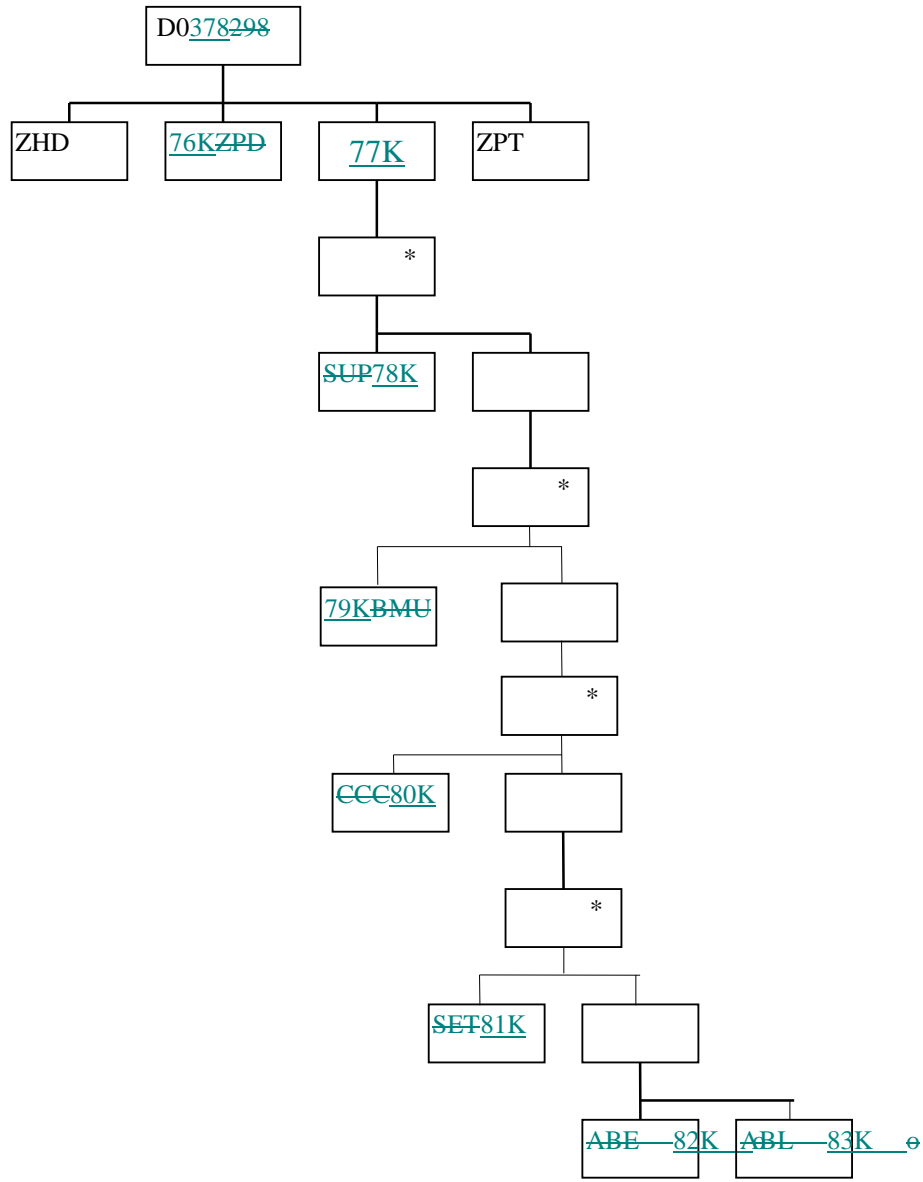 D0378298
ZHD
76KZPD
77K
ZPT
*
SUP78K
*
79KBMU
*
CCC80K
*
SET81K
ABE 82K o
ABL 83K o